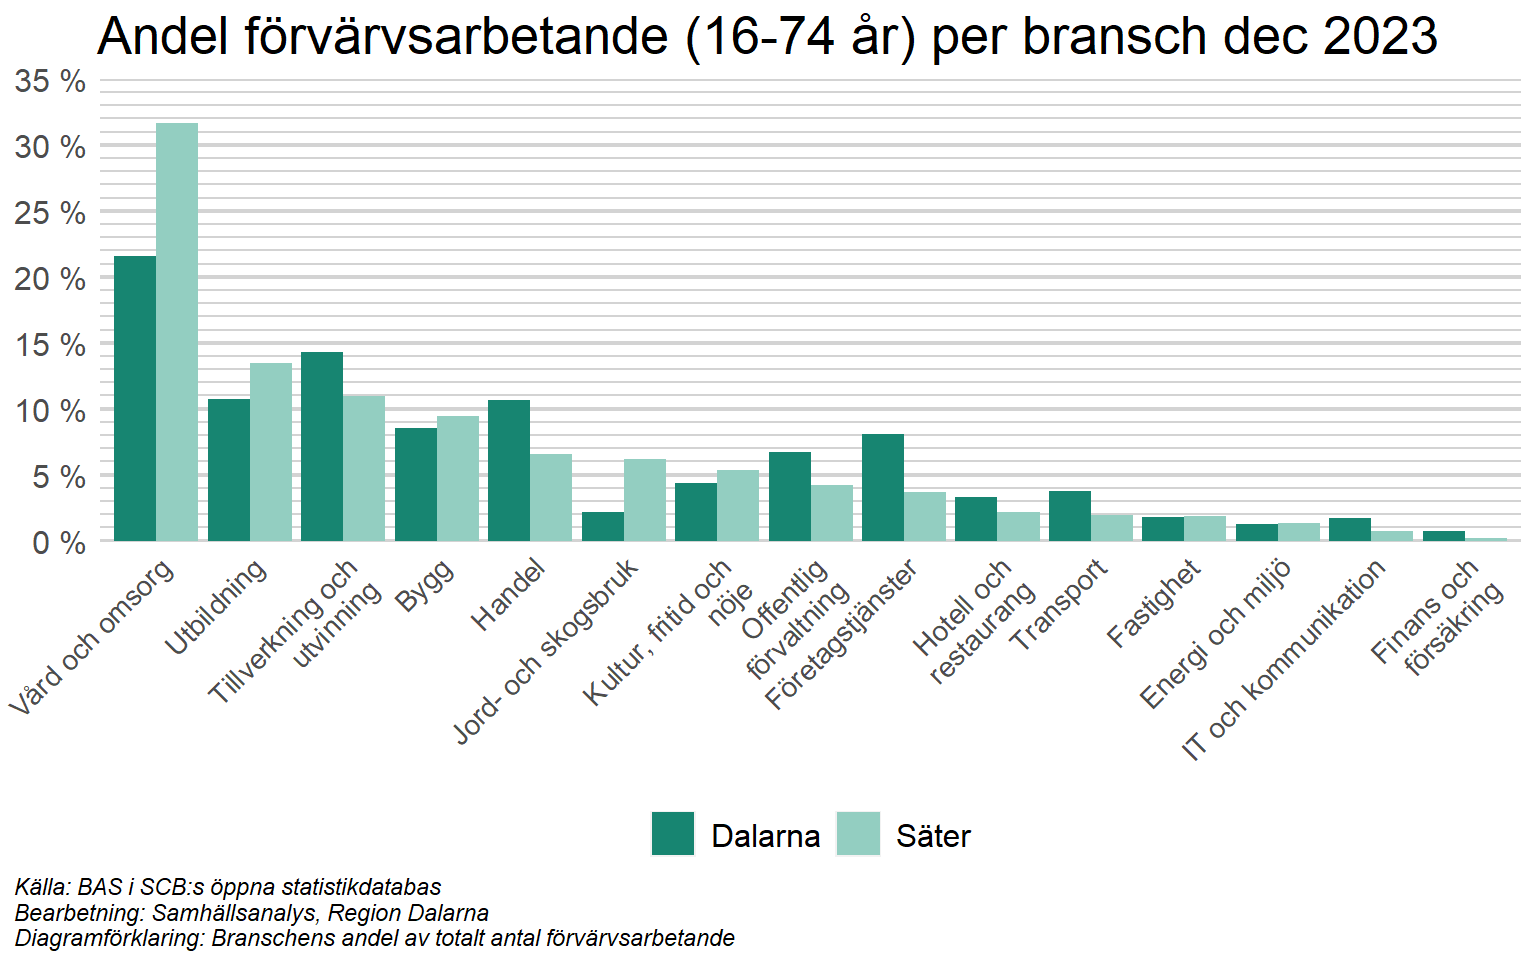 Andel förvärvsarbetande (16-74 år) per bransch dec 2023
35 %
30 %
25 %
20 %
15 %
10 %
5 %
0 %
Vård och omsorg
Utbildning
Tillverkning och
utvinning
Bygg
Handel
Jord- och skogsbruk
Kultur, fritid och
nöje
Offentlig
förvaltning
Företagstjänster
Hotell och
restaurang
Transport
Fastighet
Energi och miljö
IT och kommunikation
Finans och
försäkring
Dalarna
Säter
Källa: BAS i SCB:s öppna statistikdatabas
Bearbetning: Samhällsanalys, Region Dalarna
Diagramförklaring: Branschens andel av totalt antal förvärvsarbetande